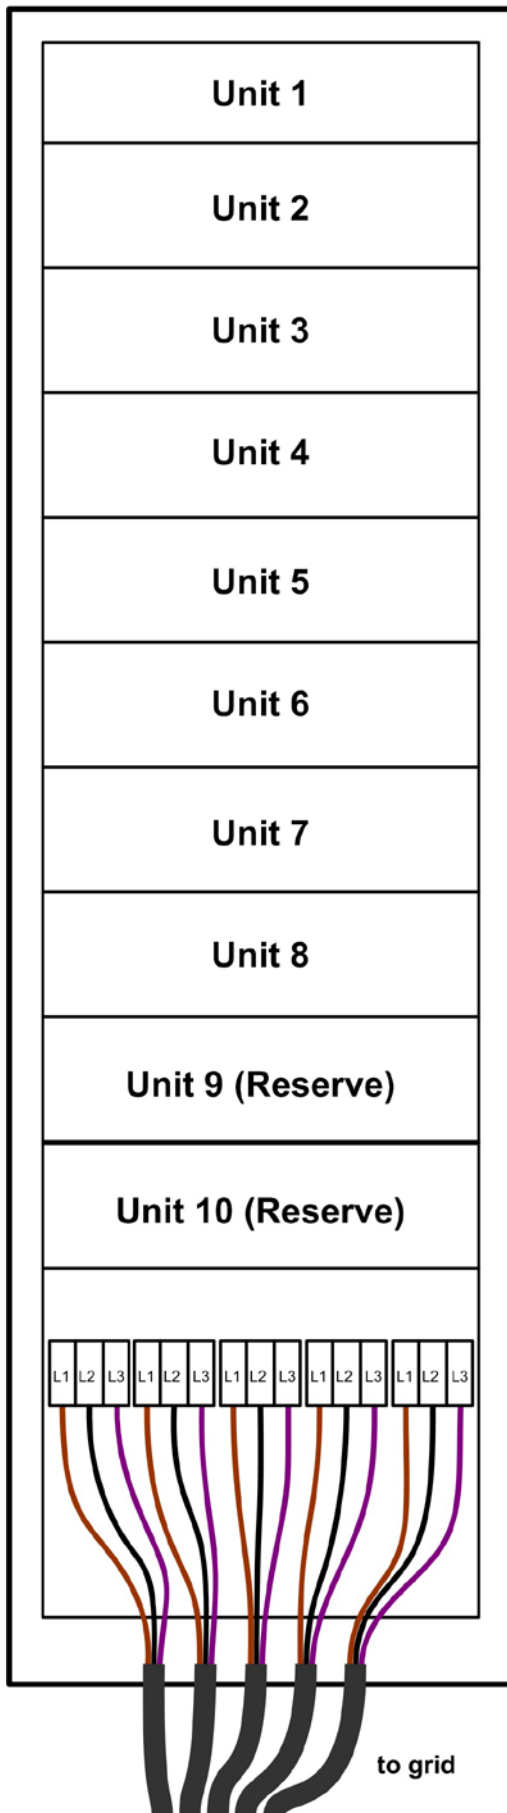 Unit 1
Unit 2
Unit 3
Unit 4
Unit 5
Unit 6
Unit 7
Unit 8
Unit 9 (Reserve)
Unit 10 (Reserve)
L1 L2 L3 L1 L2 L3 L1 L2 L3 L1 L2 L3 L1 L2 L3
to grid